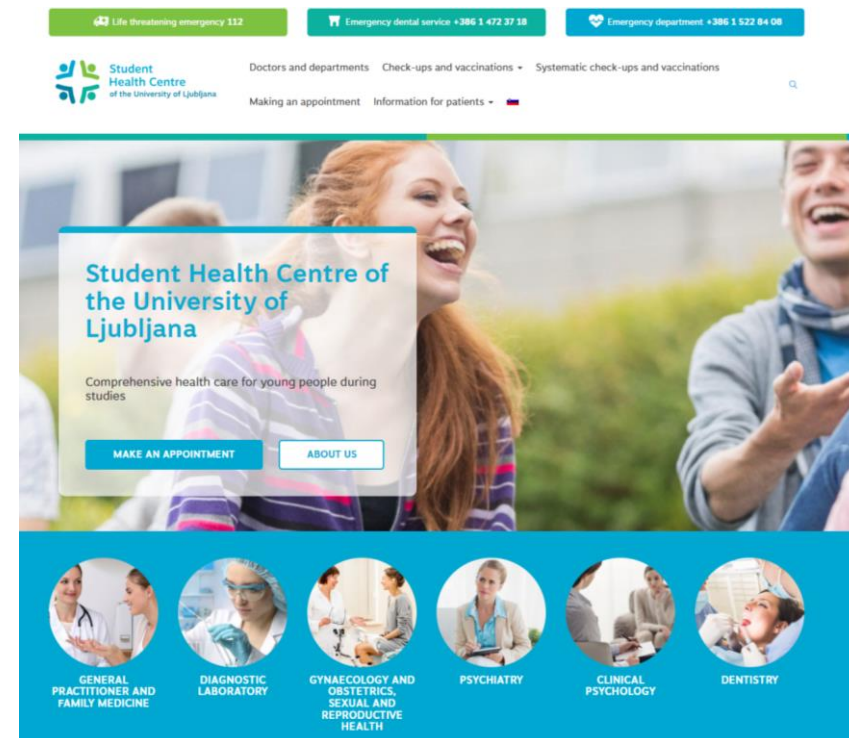 Life threatening emergency 112
Emergency dental service +386 1 472 37 18
Emergency department +386 1 522 84 08
Student
Health Centre
of the University of Ljubljana
Doctors and departments
Check-ups and vaccinations
Systematic check-ups and vaccinations
Making an appointment
Information for patients
Student Health Centre of
the University of
Ljubljana
Comprehensive health care for young people during
studies
MAKE AN APPOINTMENT
ABOUT US
GENERAL
PRACTITIONER AND
FAMILY MEDICINE
DIAGNOSTIC
LABORATORY
GYNAECOLOGY AND
OBSTETRICS,
SEXUAL AND
REPRODUCTIVE
HEALTH
PSYCHIATRY
CLINICAL
PSYCHOLOGY
DENTISTRY